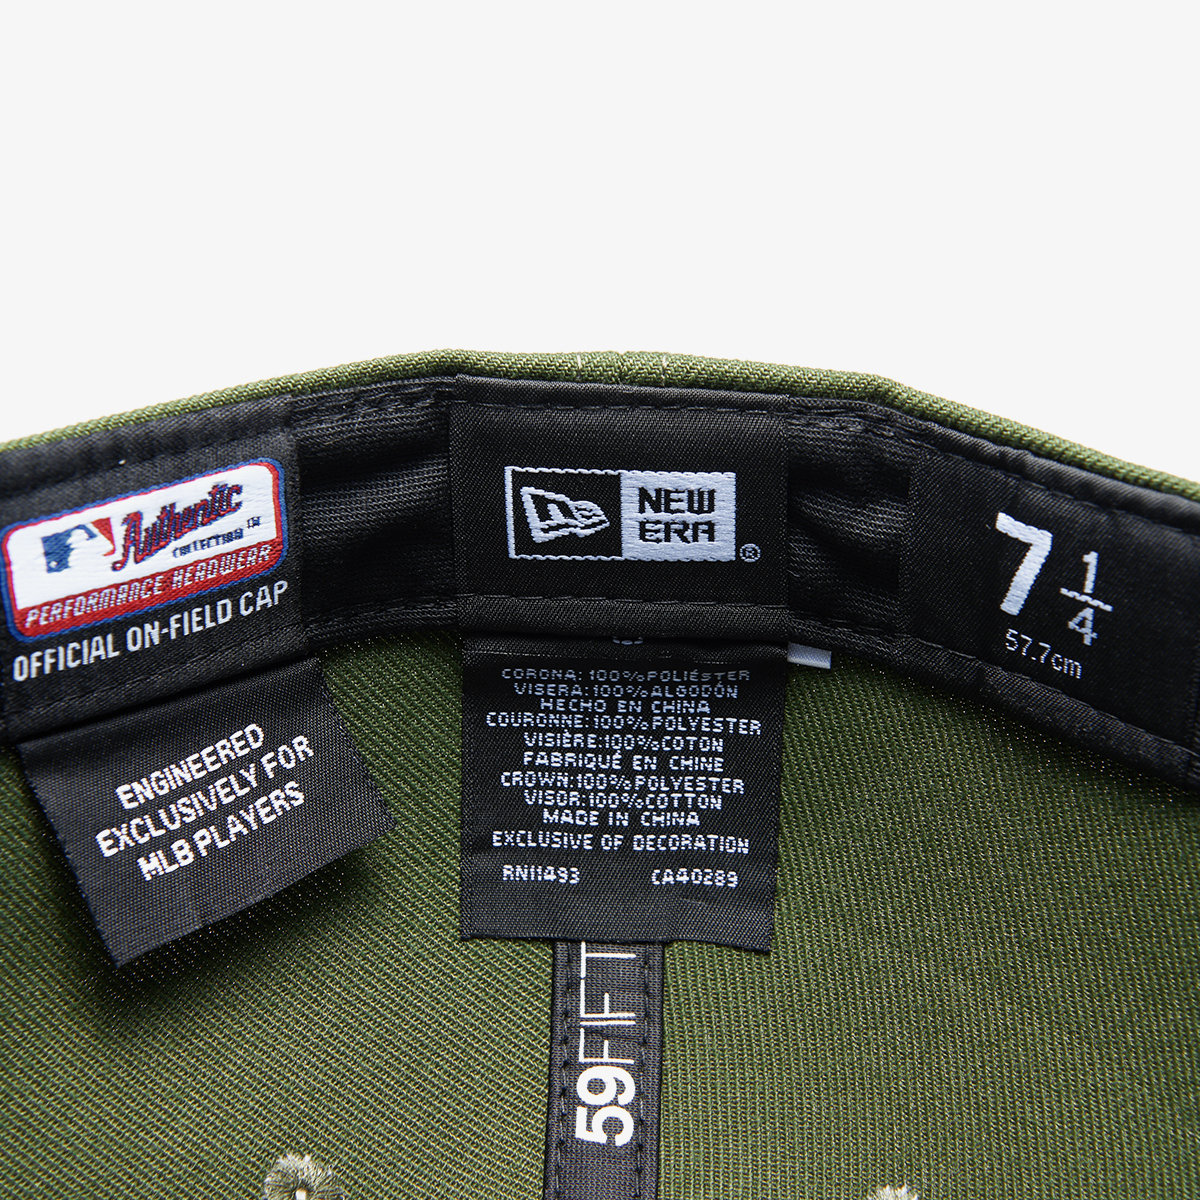 Authentic
COLLECTION™
PERFORMANCE HEADWEAR
OFFICIAL ON-FIELD CAP
ENGINEERED
EXCLUSIVELY FOR
MLB PLAYERS
NEW
ERA
®
CORONA:100%POLIÉSTER
VISERA:100%ALGODÓN
HECHO EN CHINA
COURONNE:100%POLYESTER
VISIÈRE:100%COTON
FABRIQUÉ EN CHINE
CROWN:100%POLYESTER
VISOR:100%COTTON
MADE IN CHINA
EXCLUSIVE OF DECORATION
RN11493 CA40289
59FIFT
7 1/4
57.7cm